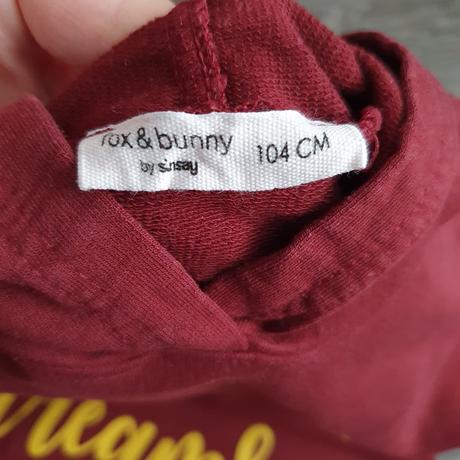 fox & bunny
by sinsay
104 CM